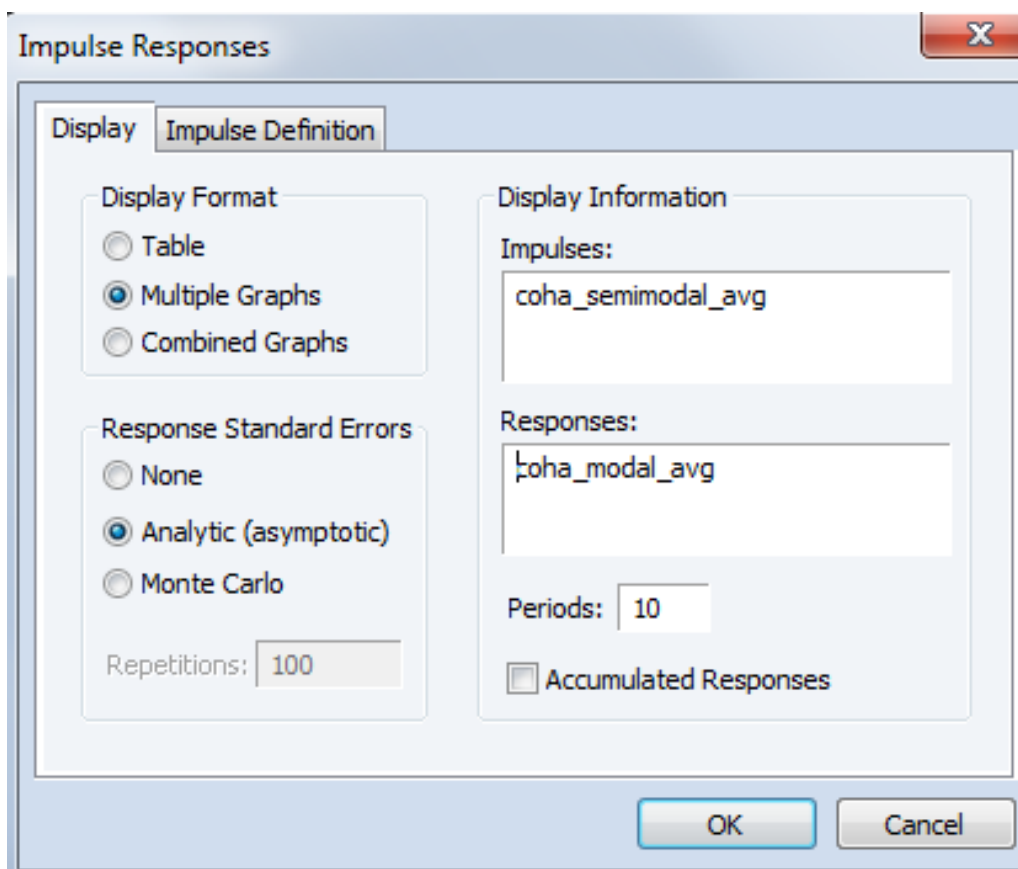 Impulse Responses
Display
Impulse Definition
Display Format
Table
Multiple Graphs
Combined Graphs
Response Standard Errors
None
Analytic (asymptotic)
Monte Carlo
Repetitions: 100
Display Information
Impulses:
coha_semimodal_avg
Responses:
coha_modal_avg
Periods: 10
Accumulated Responses
OK
Cancel